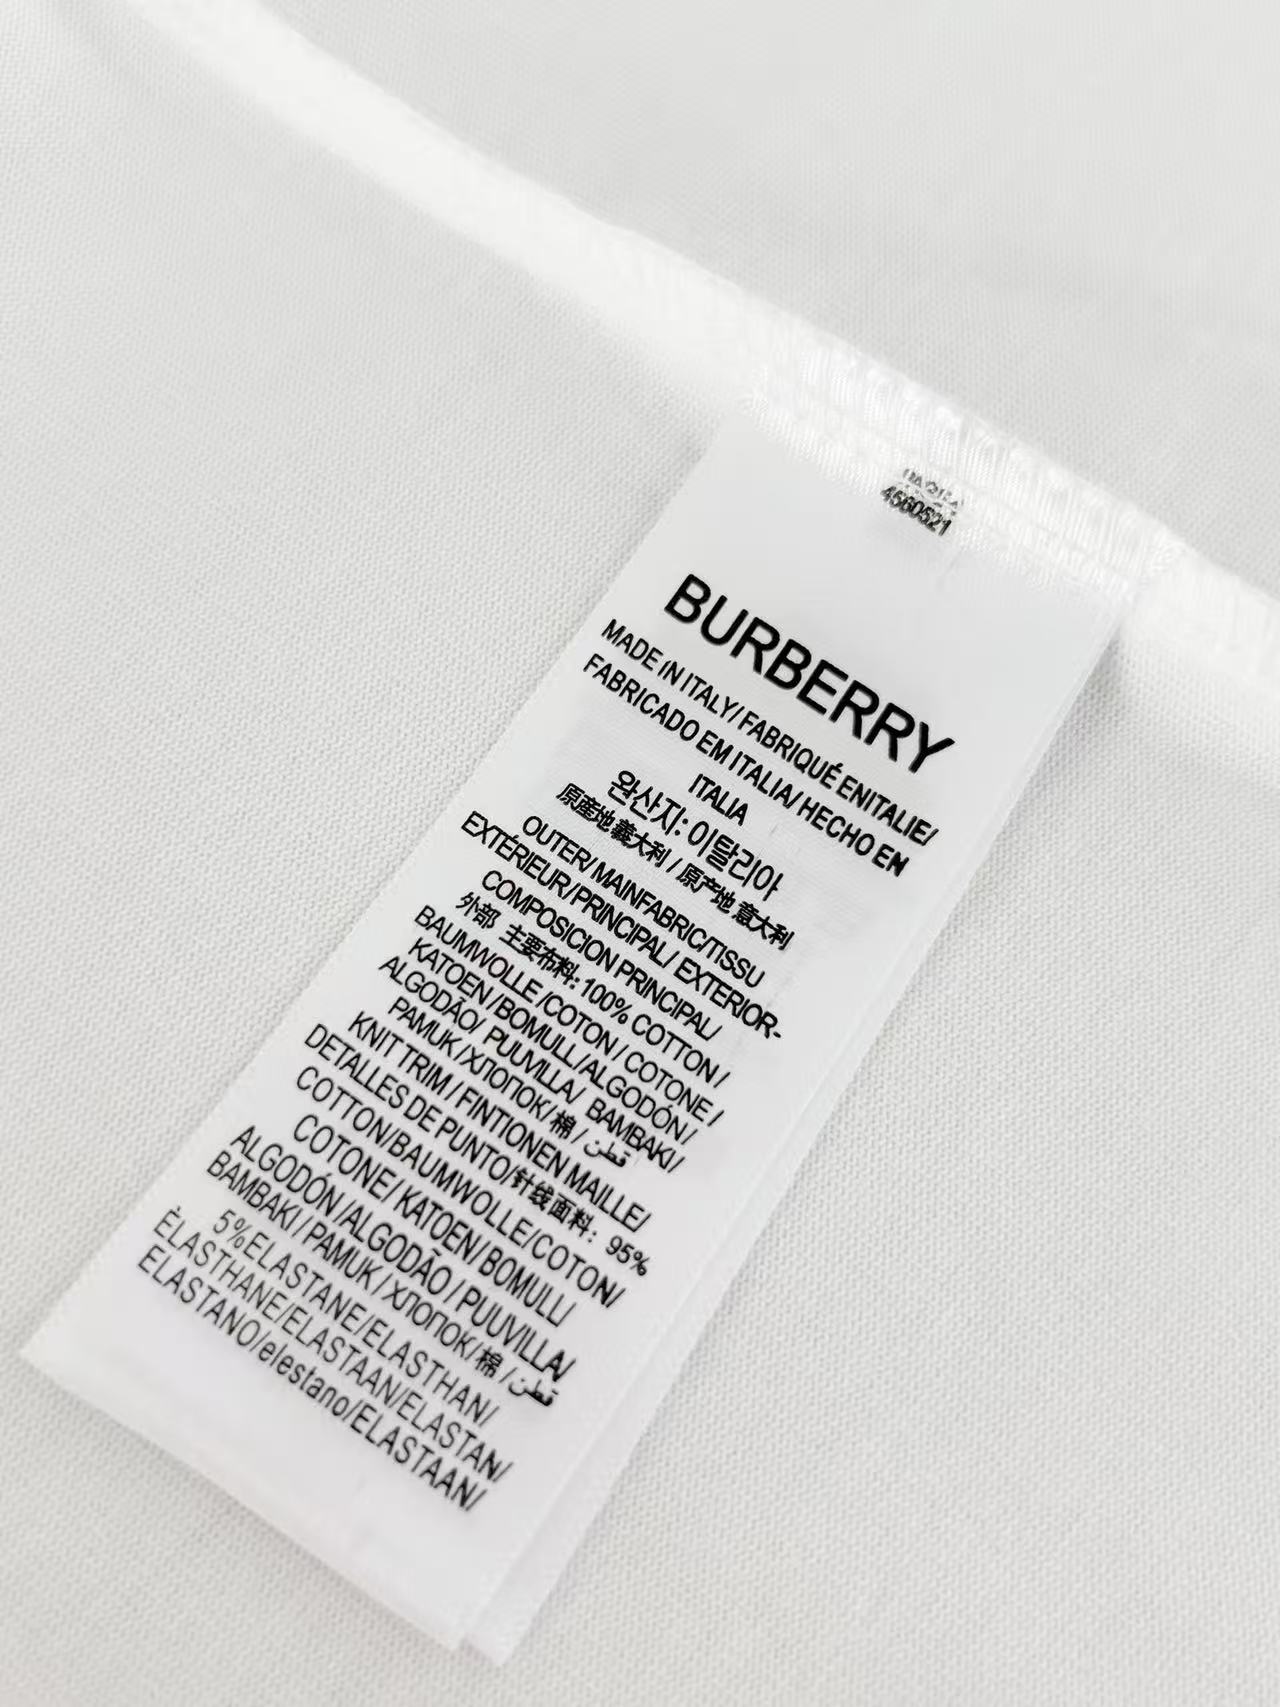 4560521
BURBERRY
MADE IN ITALY/ FABRIQUÉ ENITALIE/
FABRICADO EM ITALIA/ HECHO EN
ITALIA
완산지: 이탈리아
原産地 義大利 / 原产地 意大利
OUTER/ MAINFABRIC/TISSU
EXTÉRIEUR/PRINCIPAL/ EXTERIOR-
COMPOSICION PRINCIPAL/
外部 主要布料: 100% COTTON /
BAUMWOLLE /COTON / COTONE /
KATOEN /BOMULL/ALGODÓN/
ALGODÃO/ PUUVILLA/ BAMBAKI/
PAMUK /ХЛОПОК/ 棉 / قطن
KNIT TRIM / FINTIONEN MAILLE/
DETALLES DE PUNTO/针线面料: 95%
COTTON/BAUMWOLLE/COTON/
COTONE/ KATOEN/ BOMULL/
ALGODÓN /ALGODÃO / PUUVILLA/
BAMBAKI / PAMUK / ХЛОПОК/ 棉 / قطن
5%ELASTANE/ELASTHAN/
ÉLASTHANE/ELASTAAN/ELASTAN/
ELASTANO/elestano/ELASTAAN/